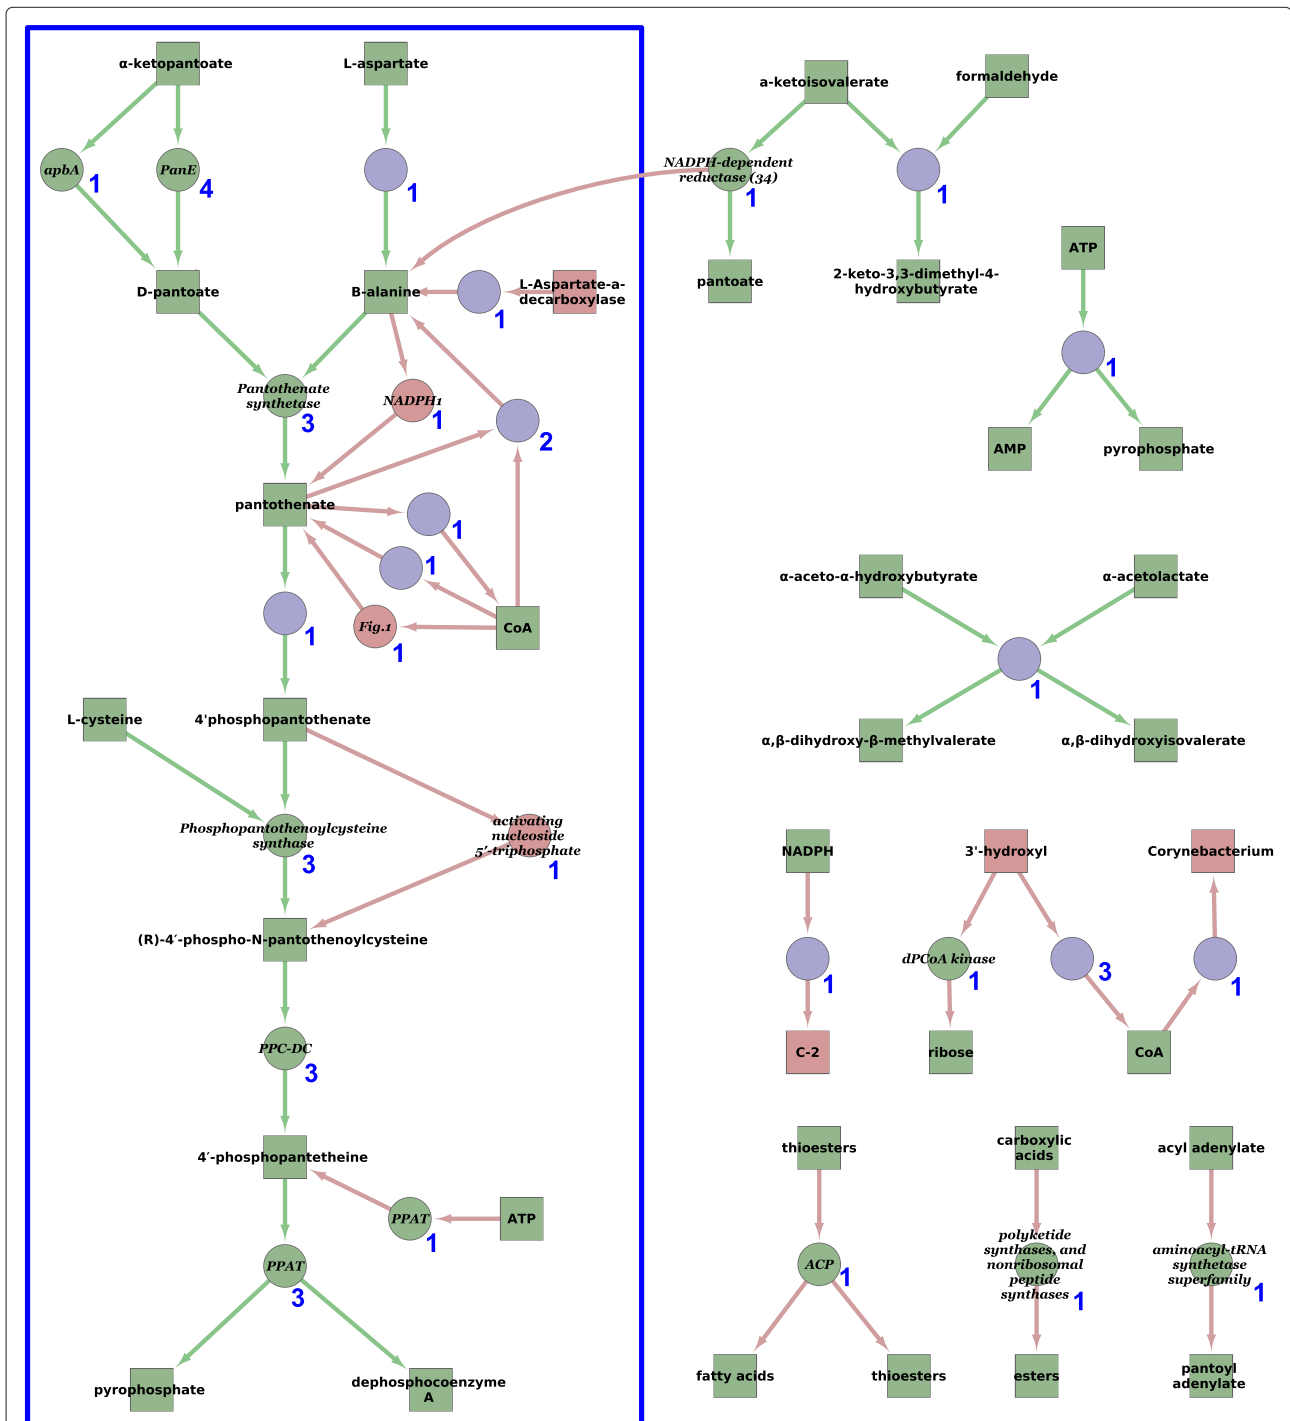 α-ketopantoate
L-aspartate
apbA
1
PanE
4
1
D-pantoate
B-alanine
1
L-Aspartate-a-
decarboxylase
Pantothenate
synthetase
3
NADPH1
1
2
pantothenate
1
1
Fig.1
1
CoA
1
L-cysteine
4'phosphopantothenate
Phosphopantothenoylcysteine
synthase
3
activating
nucleoside
5′-triphosphate
1
(R)-4′-phospho-N-pantothenoylcysteine
PPC-DC
3
4′-phosphopantetheine
PPAT
1
ATP
PPAT
3
pyrophosphate
dephosphocoenzyme
A
a-ketoisovalerate
formaldehyde
NADPH-dependent
reductase (34)
1
1
pantoate
2-keto-3,3-dimethyl-4-
hydroxybutyrate
ATP
1
AMP
pyrophosphate
α-aceto-α-hydroxybutyrate
α-acetolactate
1
α,β-dihydroxy-β-methylvalerate
α,β-dihydroxyisovalerate
NADPH
3'-hydroxyl
Corynebacterium
1
dPCoA kinase
1
3
1
C-2
ribose
CoA
thioesters
carboxylic
acids
acyl adenylate
ACP
1
polyketide
synthases, and
nonribosomal
peptide
synthases
1
aminoacyl-tRNA
synthetase
superfamily
1
fatty acids
thioesters
esters
pantoyl
adenylate